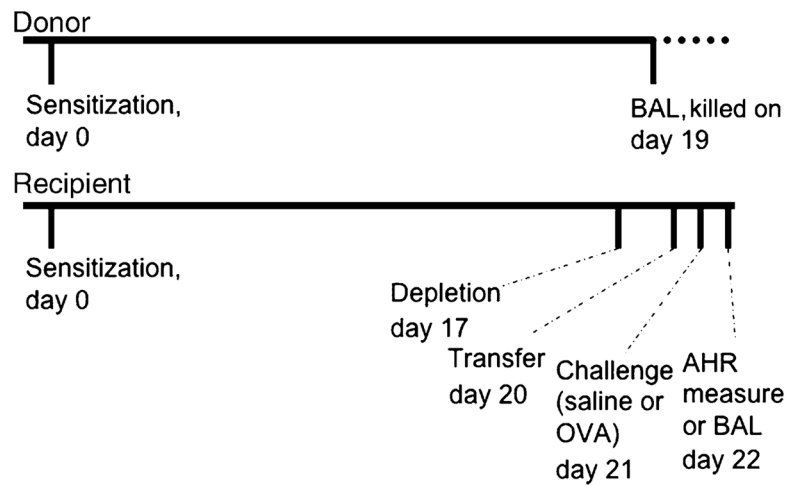 Donor
Sensitization,
day 0
BAL, killed on
day 19
Recipient
Sensitization,
day 0
Depletion
day 17
Transfer
day 20
Challenge
(saline or
OVA)
day 21
AHR
measure
or BAL
day 22